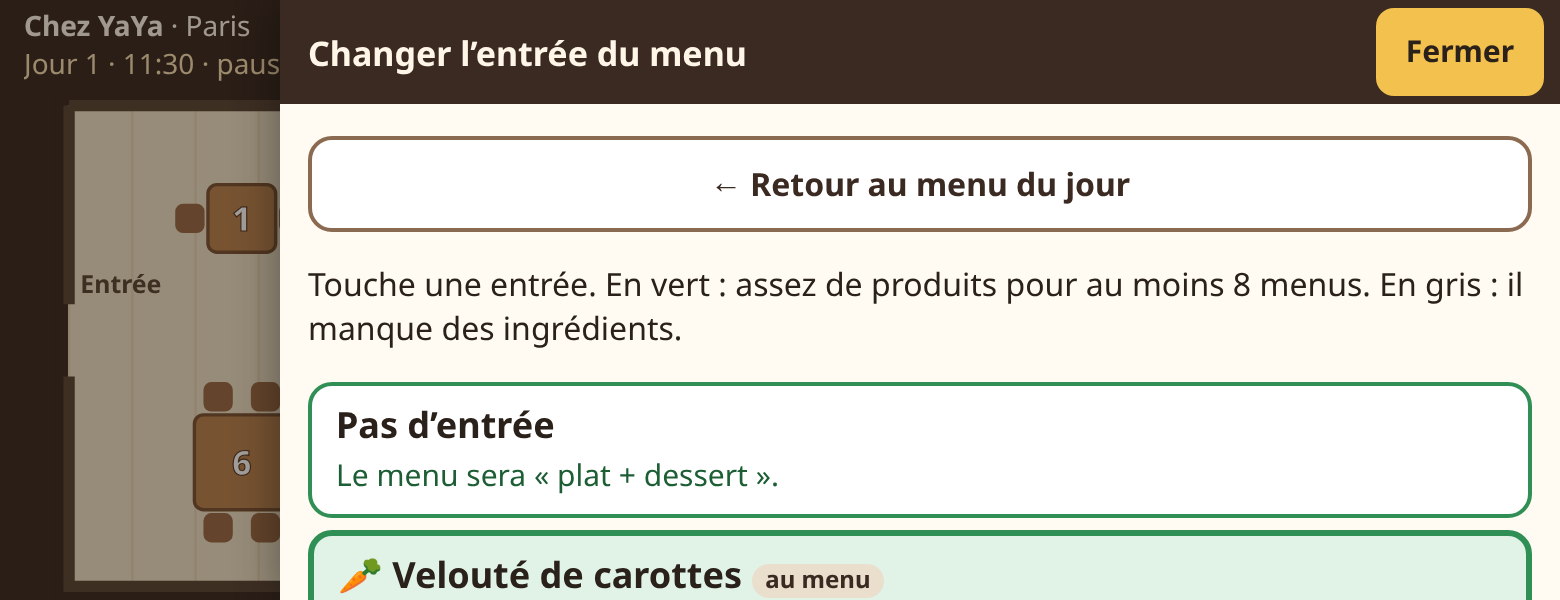 Chez YaYa · Paris
Jour 1 · 11:30 · paus
Changer l’entrée du menu
Fermer
← Retour au menu du jour
Touche une entrée. En vert : assez de produits pour au moins 8 menus. En gris : il
manque des ingrédients.
Pas d’entrée
Le menu sera « plat + dessert ».
🥕 Velouté de carottes au menu
1
Entrée
6